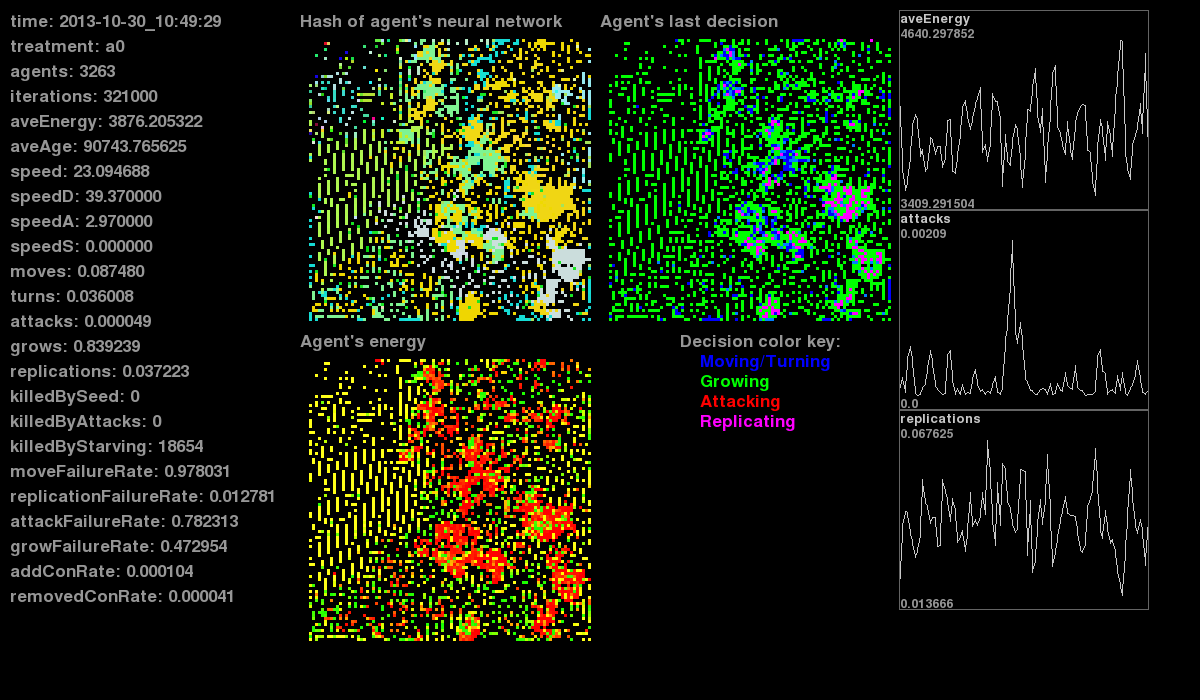 time: 2013-10-30_10:49:29
treatment: a0
agents: 3263
iterations: 321000
aveEnergy: 3876.205322
aveAge: 90743.765625
speed: 23.094688
speedD: 39.370000
speedA: 2.970000
speedS: 0.000000
moves: 0.087480
turns: 0.036008
attacks: 0.000049
grows: 0.839239
replications: 0.037223
killedBySeed: 0
killedByAttacks: 0
killedByStarving: 18654
moveFailureRate: 0.978031
replicationFailureRate: 0.012781
attackFailureRate: 0.782313
growFailureRate: 0.472954
addConRate: 0.000104
removedConRate: 0.000041
Hash of agent's neural network
Agent's last decision
Agent's energy
Decision color key:
Moving/Turning
Growing
Attacking
Replicating
aveEnergy
4640.297852
3409.291504
attacks
0.00209
0.0
replications
0.067625
0.013666